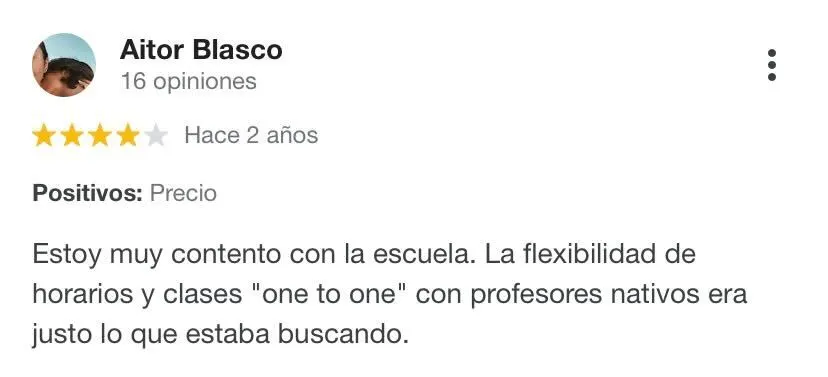 Aitor Blasco
16 opiniones
Hace 2 años
Positivos: Precio
Estoy muy contento con la escuela. La flexibilidad de
horarios y clases "one to one" con profesores nativos era
justo lo que estaba buscando.